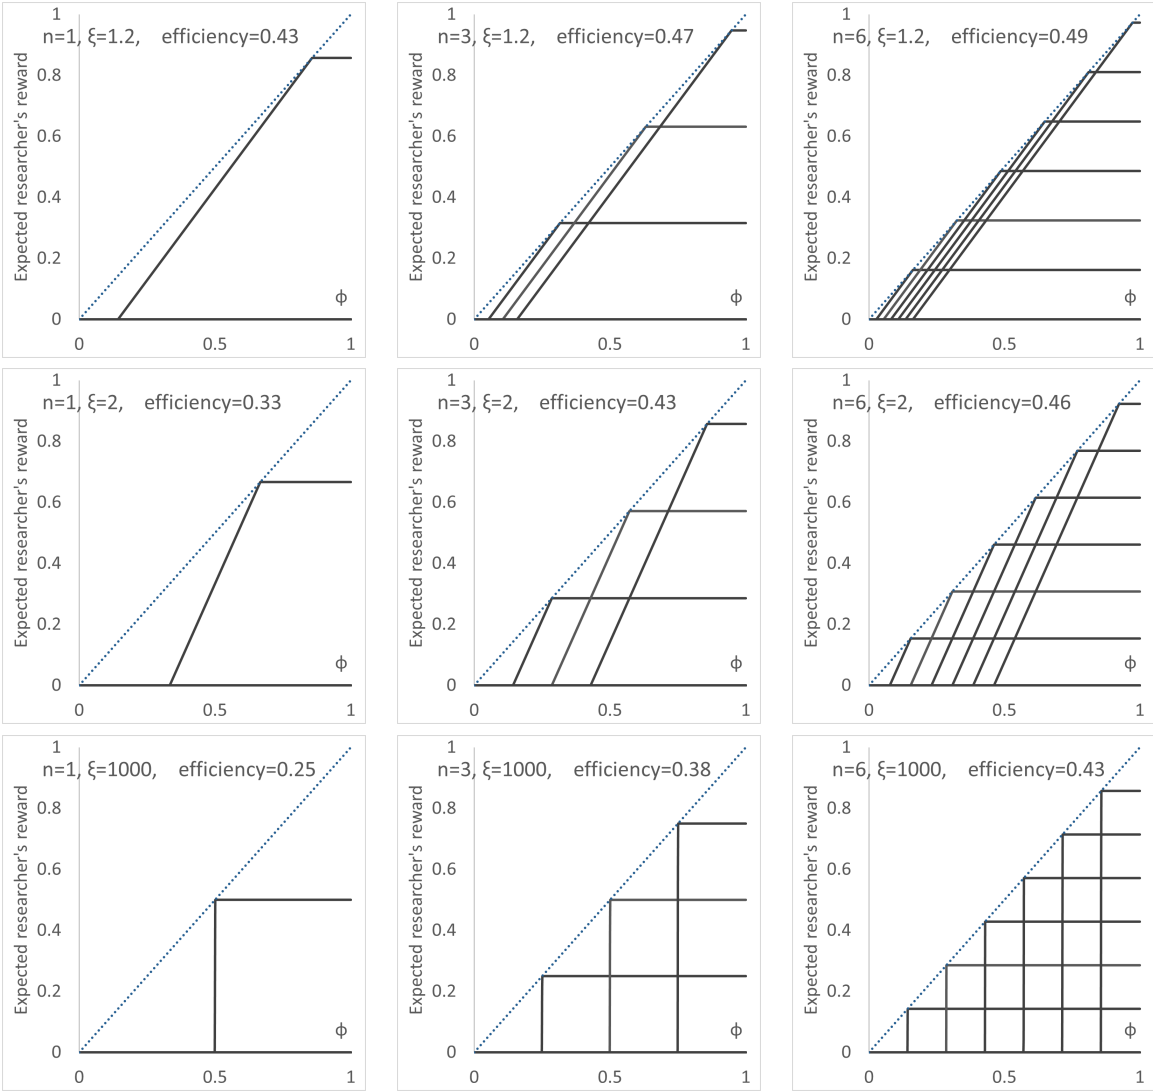 n=1, ξ=1.2, efficiency=0.43
Expected researcher's reward
1
0.8
0.6
0.4
0.2
0
ϕ
0 0.5 1
n=3, ξ=1.2, efficiency=0.47
Expected researcher's reward
1
0.8
0.6
0.4
0.2
0
ϕ
0 0.5 1
n=6, ξ=1.2, efficiency=0.49
Expected researcher's reward
1
0.8
0.6
0.4
0.2
0
ϕ
0 0.5 1
n=1, ξ=2, efficiency=0.33
Expected researcher's reward
1
0.8
0.6
0.4
0.2
0
ϕ
0 0.5 1
n=3, ξ=2, efficiency=0.43
Expected researcher's reward
1
0.8
0.6
0.4
0.2
0
ϕ
0 0.5 1
n=6, ξ=2, efficiency=0.46
Expected researcher's reward
1
0.8
0.6
0.4
0.2
0
ϕ
0 0.5 1
n=1, ξ=1000, efficiency=0.25
Expected researcher's reward
1
0.8
0.6
0.4
0.2
0
ϕ
0 0.5 1
n=3, ξ=1000, efficiency=0.38
Expected researcher's reward
1
0.8
0.6
0.4
0.2
0
ϕ
0 0.5 1
n=6, ξ=1000, efficiency=0.43
Expected researcher's reward
1
0.8
0.6
0.4
0.2
0
ϕ
0 0.5 1